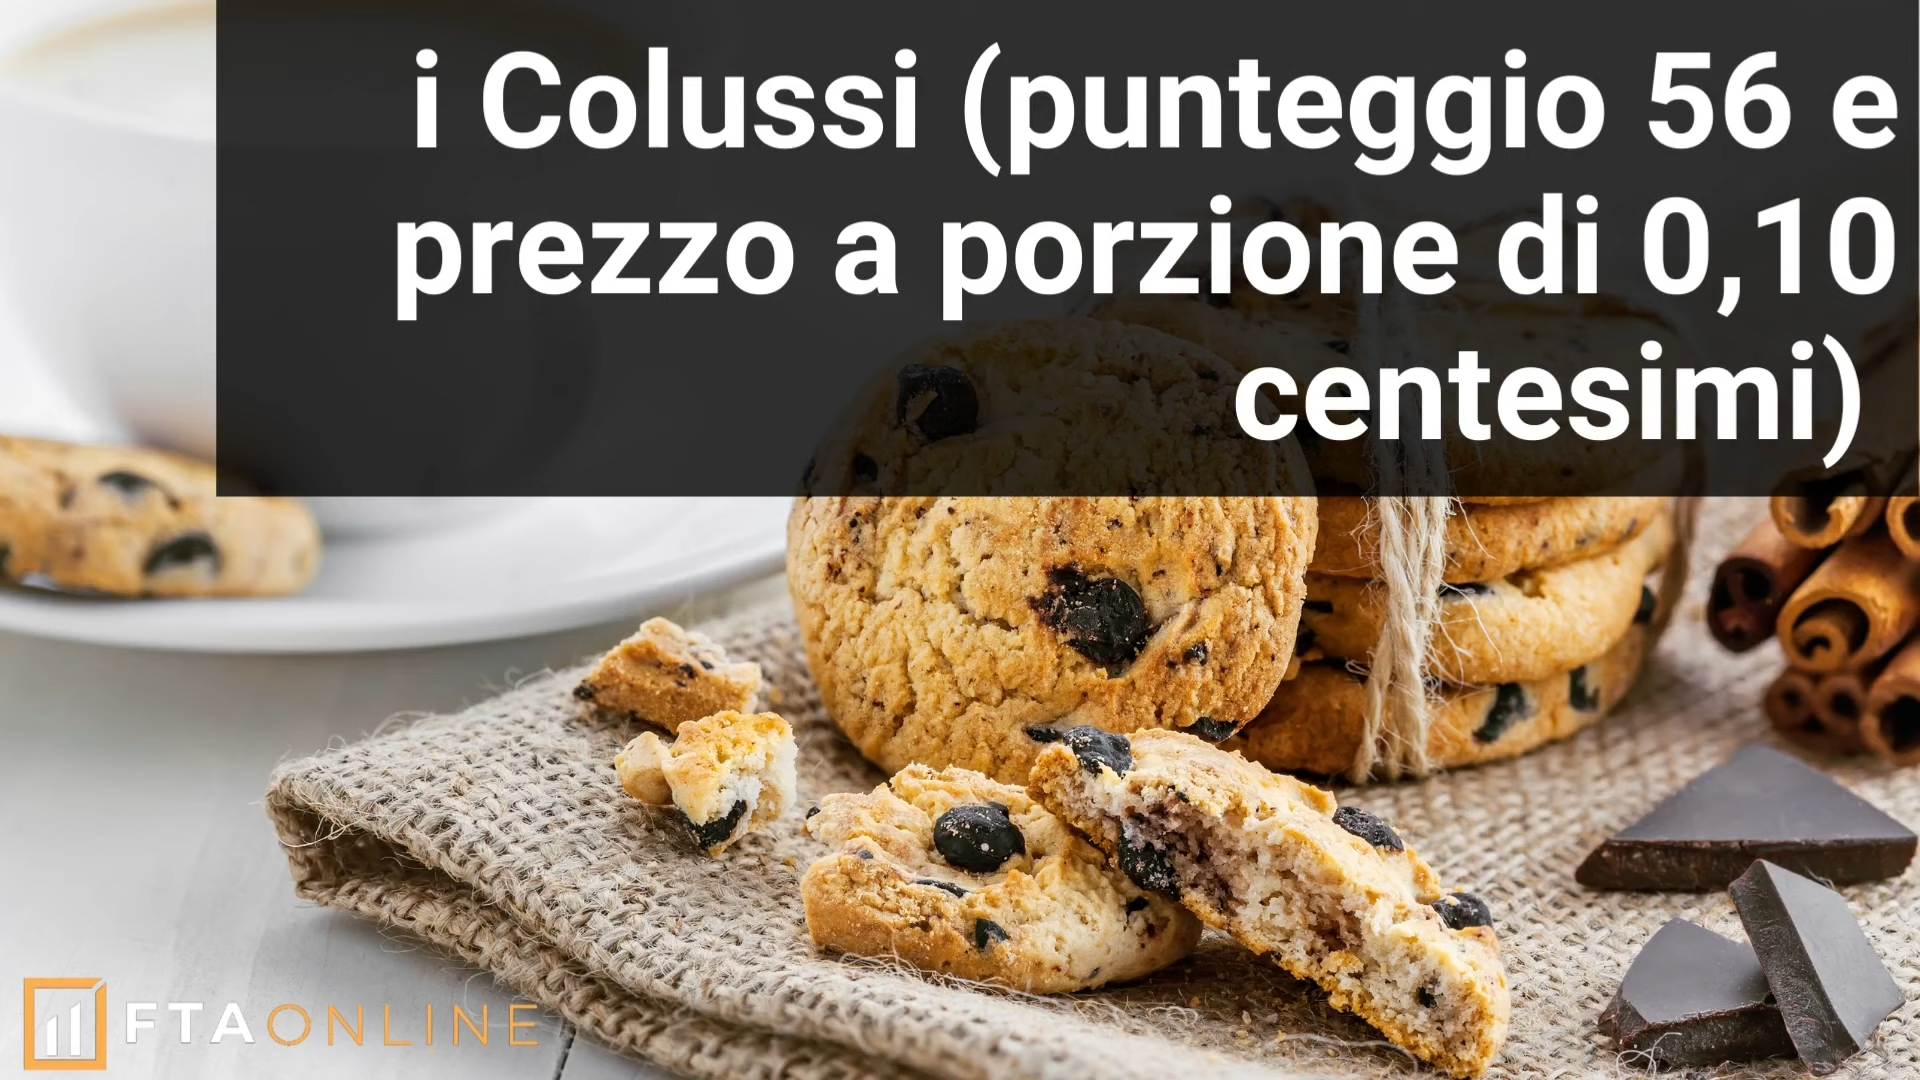 i Colussi (punteggio 56 e
prezzo a porzione di 0,10
centesimi)
FTAONLINE